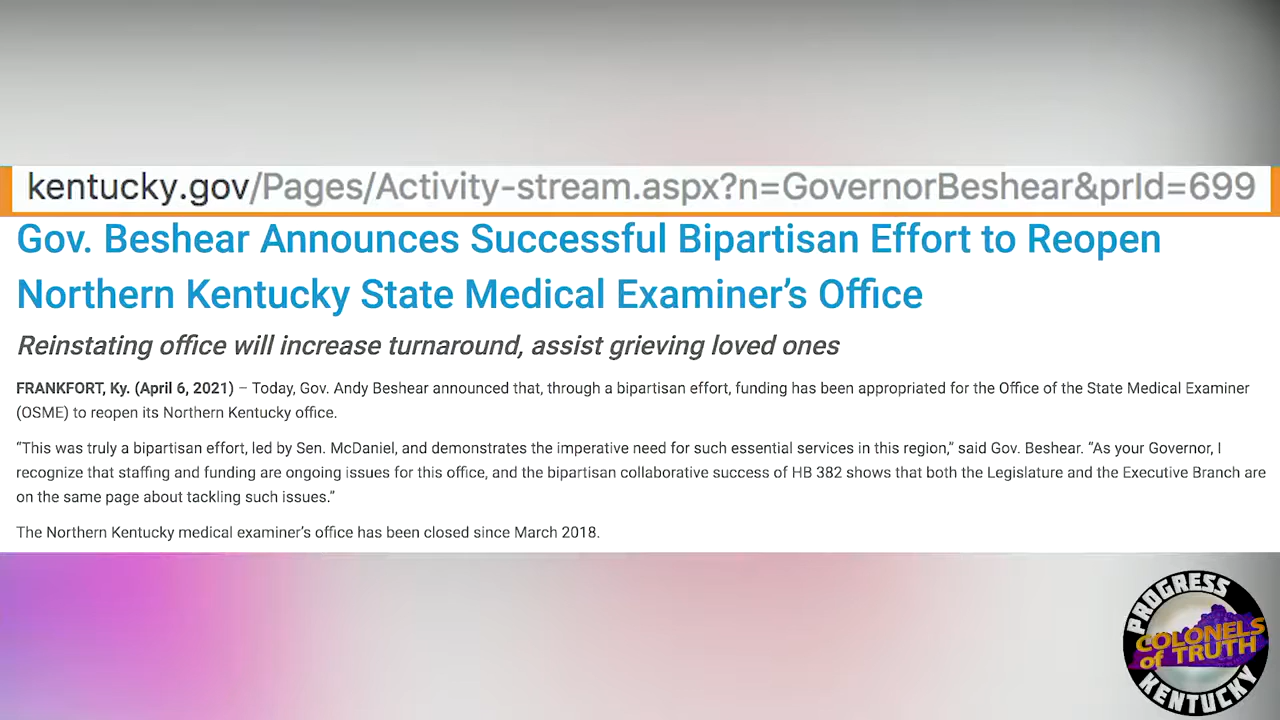 kentucky.gov/Pages/Activity-stream.aspx?n=GovernorBeshear&prId=699
Gov. Beshear Announces Successful Bipartisan Effort to Reopen
Northern Kentucky State Medical Examiner’s Office
Reinstating office will increase turnaround, assist grieving loved ones
FRANKFORT, Ky. (April 6, 2021) – Today, Gov. Andy Beshear announced that, through a bipartisan effort, funding has been appropriated for the Office of the State Medical Examiner
(OSME) to reopen its Northern Kentucky office.
“This was truly a bipartisan effort, led by Sen. McDaniel, and demonstrates the imperative need for such essential services in this region,” said Gov. Beshear. “As your Governor, I
recognize that staffing and funding are ongoing issues for this office, and the bipartisan collaborative success of HB 382 shows that both the Legislature and the Executive Branch are
on the same page about tackling such issues.”
The Northern Kentucky medical examiner’s office has been closed since March 2018.
PROGRESS
COLONELS
of TRUTH
KENTUCKY